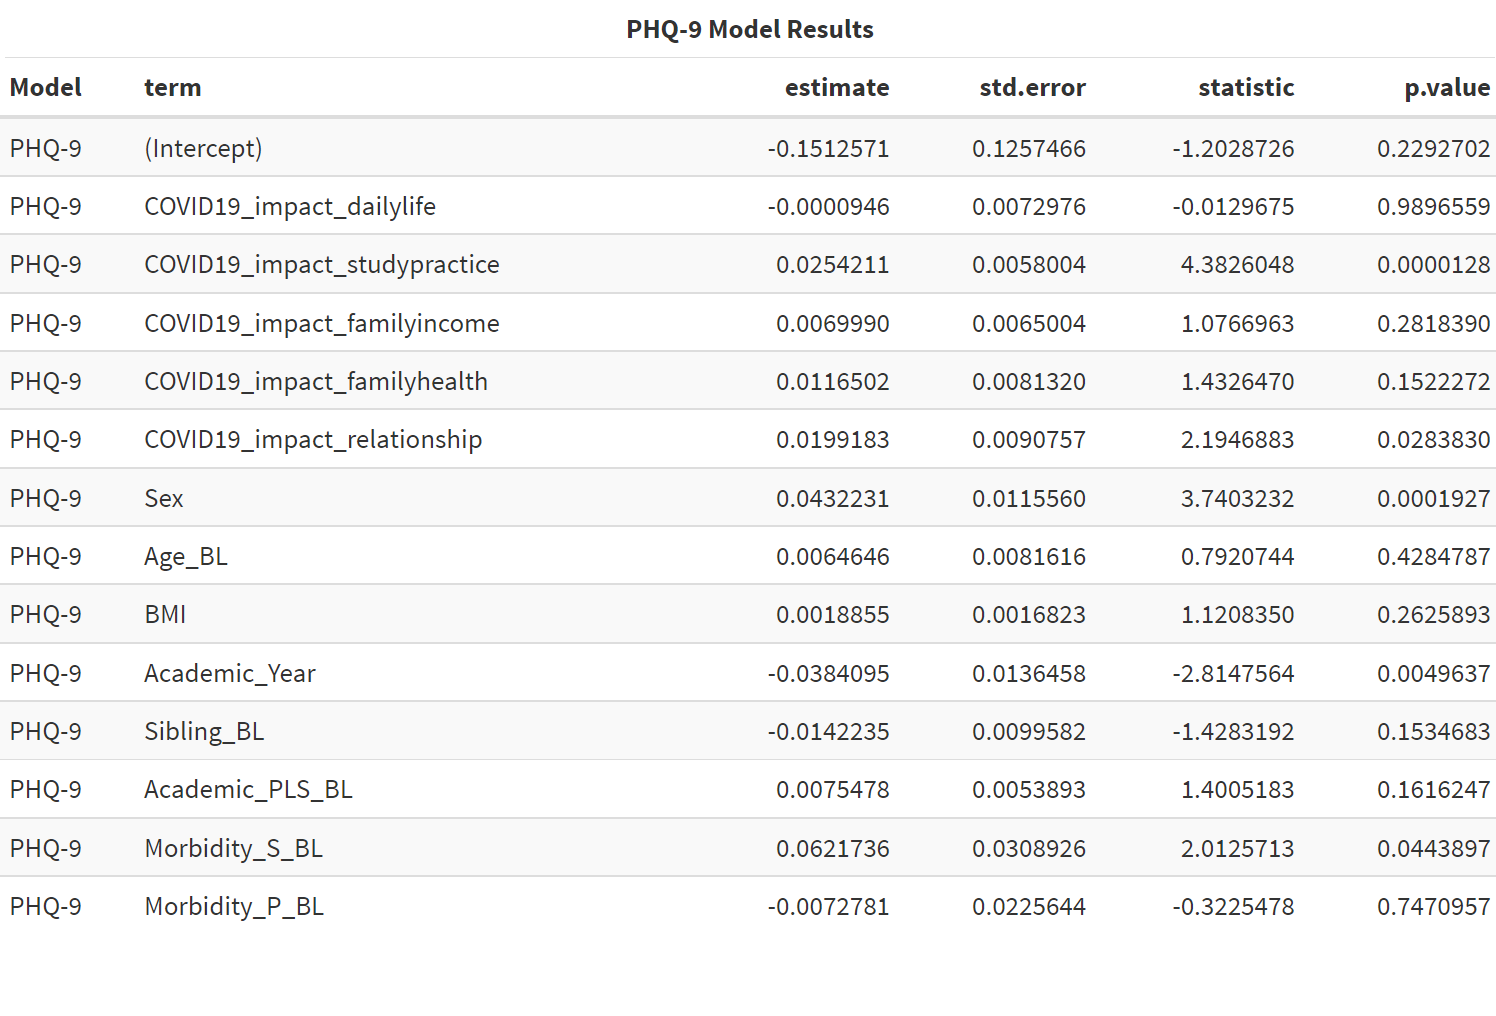 PHQ-9 Model Results
Model term estimate std.error statistic p.value
PHQ-9 (Intercept) -0.1512571 0.1257466 -1.2028726 0.2292702
PHQ-9 COVID19_impact_dailylife -0.0000946 0.0072976 -0.0129675 0.9896559
PHQ-9 COVID19_impact_studypractice 0.0254211 0.0058004 4.3826048 0.0000128
PHQ-9 COVID19_impact_familyincome 0.0069990 0.0065004 1.0766963 0.2818390
PHQ-9 COVID19_impact_familyhealth 0.0116502 0.0081320 1.4326470 0.1522272
PHQ-9 COVID19_impact_relationship 0.0199183 0.0090757 2.1946883 0.0283830
PHQ-9 Sex 0.0432231 0.0115560 3.7403232 0.0001927
PHQ-9 Age_BL 0.0064646 0.0081616 0.7920744 0.4284787
PHQ-9 BMI 0.0018855 0.0016823 1.1208350 0.2625893
PHQ-9 Academic_Year -0.0384095 0.0136458 -2.8147564 0.0049637
PHQ-9 Sibling_BL -0.0142235 0.0099582 -1.4283192 0.1534683
PHQ-9 Academic_PLS_BL 0.0075478 0.0053893 1.4005183 0.1616247
PHQ-9 Morbidity_S_BL 0.0621736 0.0308926 2.0125713 0.0443897
PHQ-9 Morbidity_P_BL -0.0072781 0.0225644 -0.3225478 0.7470957